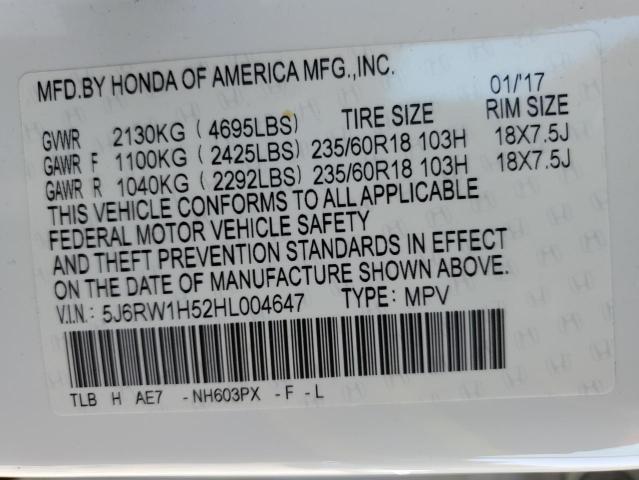 MFD.BY HONDA OF AMERICA MFG.,INC. 01/'17
GVWR 2130KG (4695LBS) TIRE SIZE RIM SIZE
GAWR F 1100KG (2425LBS) 235/60R18 103H 18X7.5J
GAWR R 1040KG (2292LBS) 235/60R18 103H 18X7.5J
THIS VEHICLE CONFORMS TO ALL APPLICABLE
FEDERAL MOTOR VEHICLE SAFETY
AND THEFT PREVENTION STANDARDS IN EFFECT
ON THE DATE OF MANUFACTURE SHOWN ABOVE.
V.I.N.: 5J6RW1H52HL004647 TYPE: MPV
TLB H AE7 -NH603PX -F -L